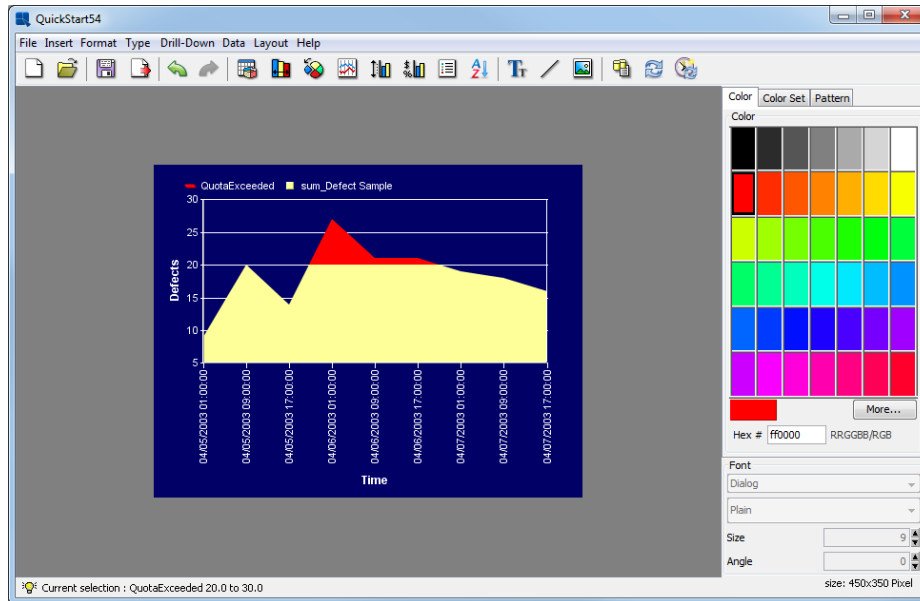 QuickStart54
File Insert Format Type Drill-Down Data Layout Help
Color Color Set Pattern
Color
QuotaExceeded sum_Defect Sample
30
25
20
15
10
5
Defects
04/05/2003 01:00:00
04/05/2003 09:00:00
04/05/2003 17:00:00
04/06/2003 01:00:00
04/06/2003 09:00:00
04/06/2003 17:00:00
04/07/2003 01:00:00
04/07/2003 09:00:00
04/07/2003 17:00:00
Time
More...
Hex # ff0000 RRGGBB/RGB
Font
Dialog
Plain
Size 9
Angle 0
Current selection : QuotaExceeded 20.0 to 30.0
size: 450x350 Pixel